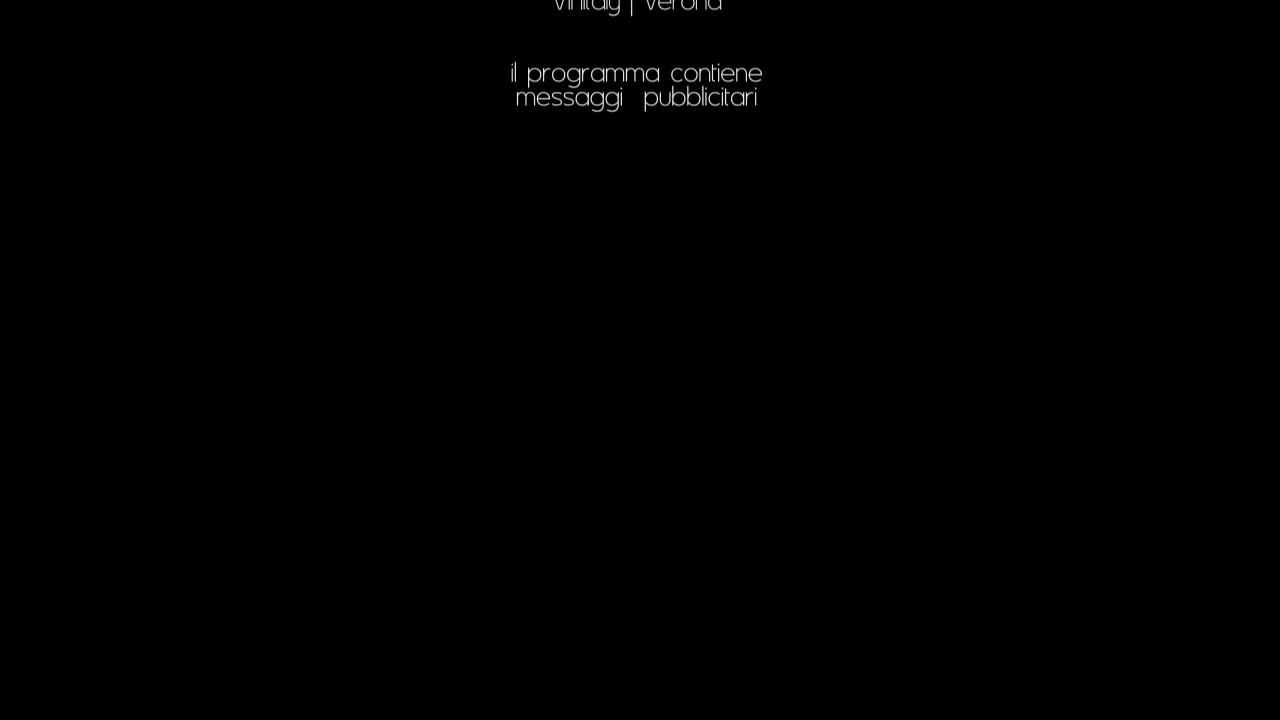 Vinitaly | Verona
il programma contiene
messaggi pubblicitari